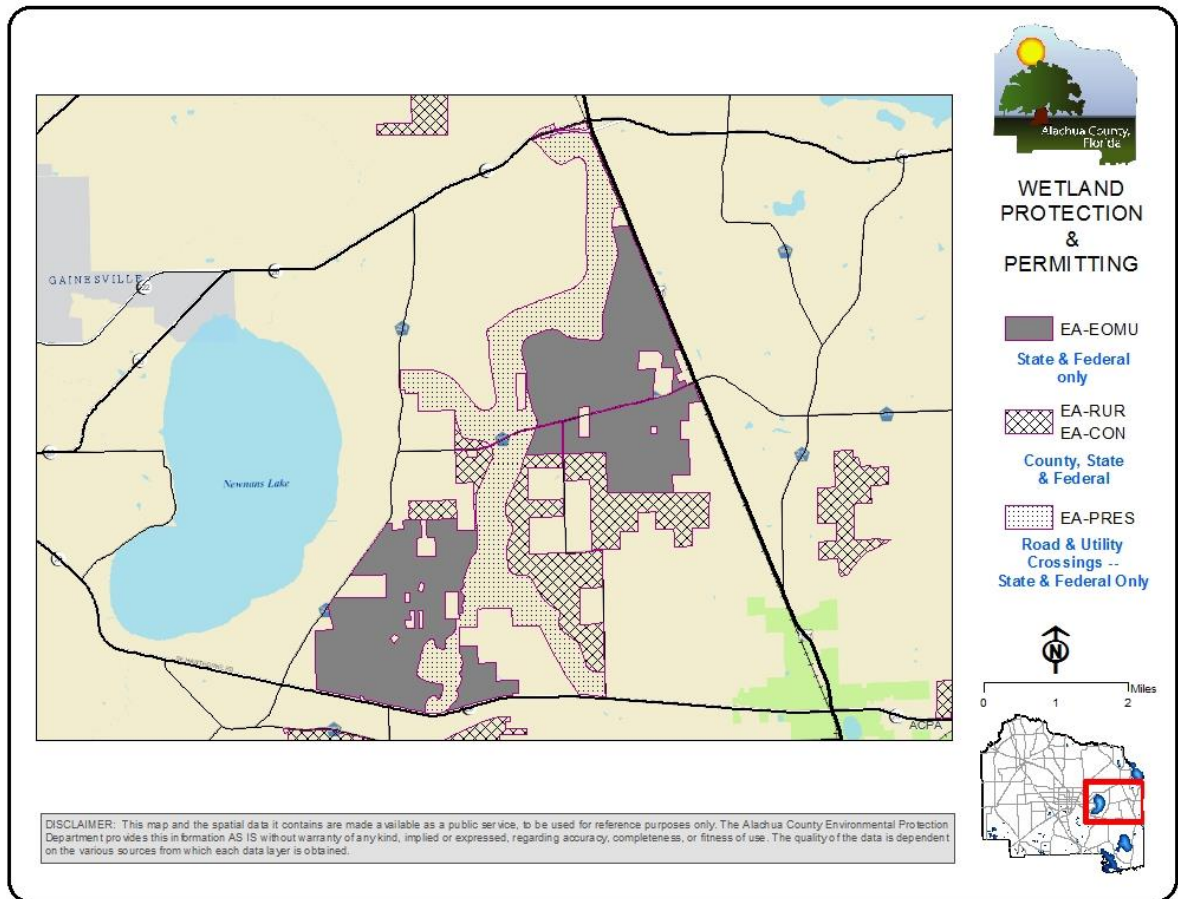 Alachua County,
Florida
WETLAND
PROTECTION
&
PERMITTING
GAINESVILLE
Newnans Lake
ACPA
EA-EOMU
State & Federal
only
EA-RUR
EA-CON
County, State
& Federal
EA-PRES
Road & Utility
Crossings --
State & Federal Only
N
Miles
0 1 2
DISCLAIMER: This map and the spatial data it contains are made available as a public service, to be used for reference purposes only. The Alachua County Environmental Protection
Department provides this information AS IS without warranty of any kind, implied or expressed, regarding accuracy, completeness, or fitness of use. The quality of the data is dependent
on the various sources from which each data layer is obtained.